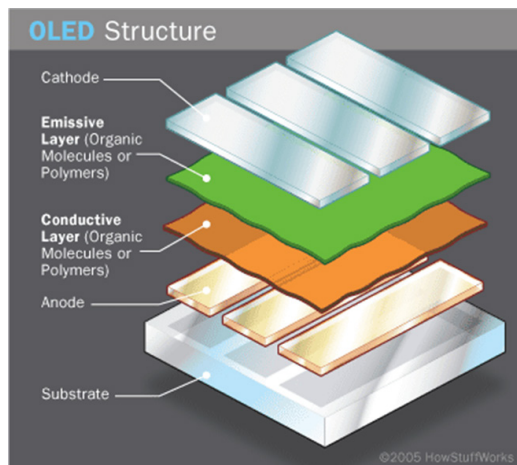 OLED Structure
Cathode
Emissive
Layer (Organic
Molecules or
Polymers)
Conductive
Layer (Organic
Molecules or
Polymers)
Anode
Substrate
©2005 HowStuffWorks